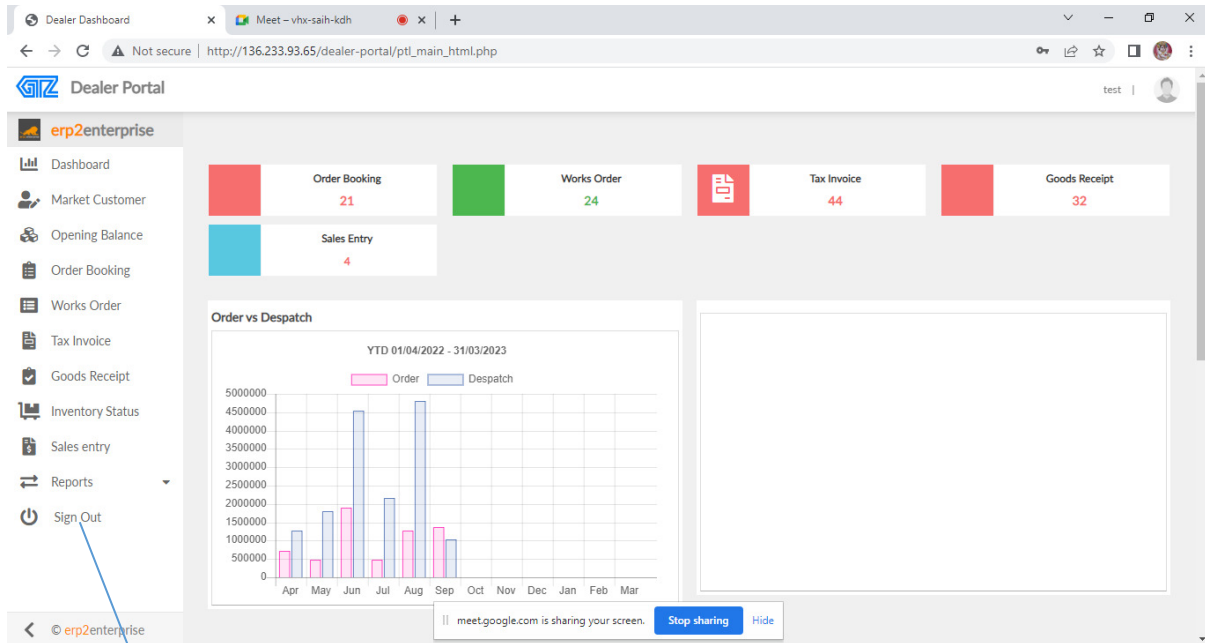 Dealer Dashboard
Meet – vhx-saih-kdh
Not secure | http://136.233.93.65/dealer-portal/ptl_main_html.php
GTZ Dealer Portal
test |
erp2enterprise
Dashboard
Market Customer
Opening Balance
Order Booking
Works Order
Tax Invoice
Goods Receipt
Inventory Status
Sales entry
Reports
Sign Out
© erp2enterprise
Order Booking
21
Works Order
24
Tax Invoice
44
Goods Receipt
32
Sales Entry
4
Order vs Despatch
YTD 01/04/2022 - 31/03/2023
Order Despatch
5000000
4500000
4000000
3500000
3000000
2500000
2000000
1500000
1000000
500000
0
Apr May Jun Jul Aug Sep Oct Nov Dec Jan Feb Mar
meet.google.com is sharing your screen. Stop sharing Hide